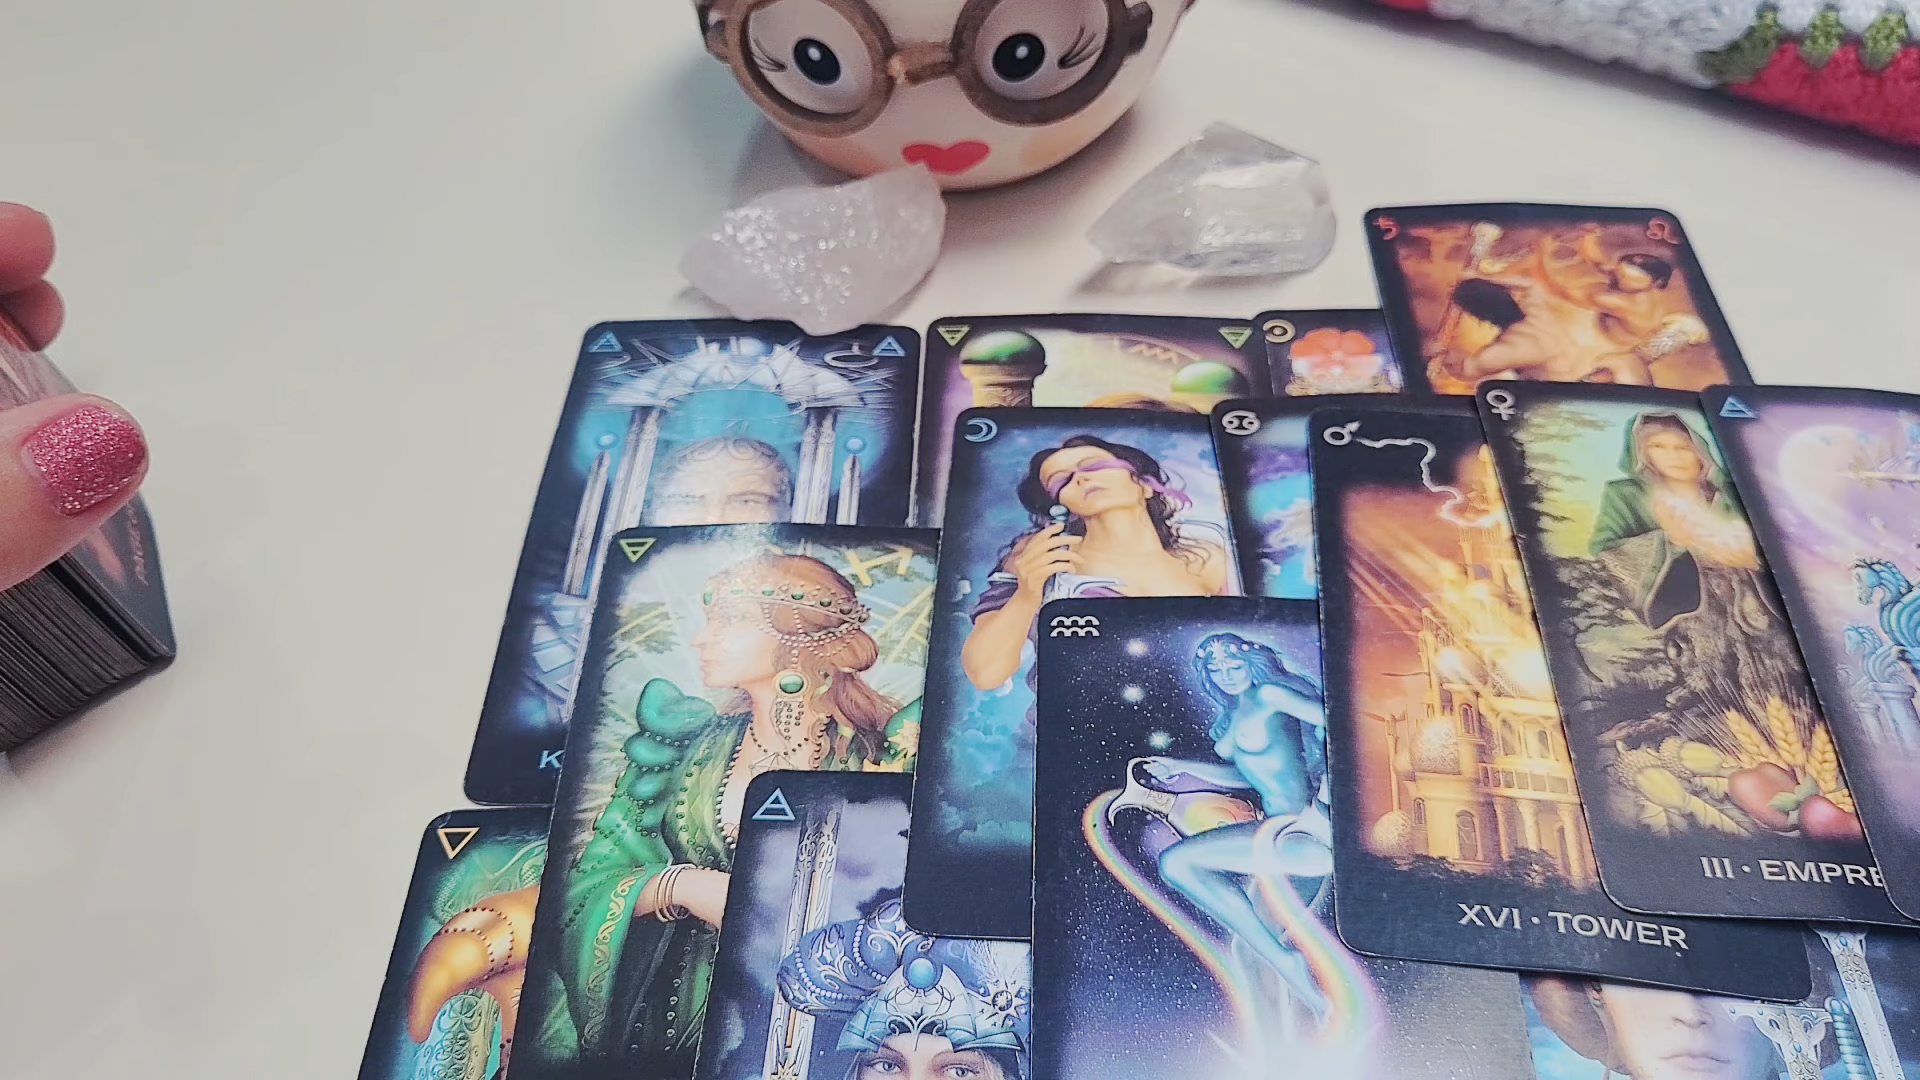 K
III • EMPRE
XVI • TOWER